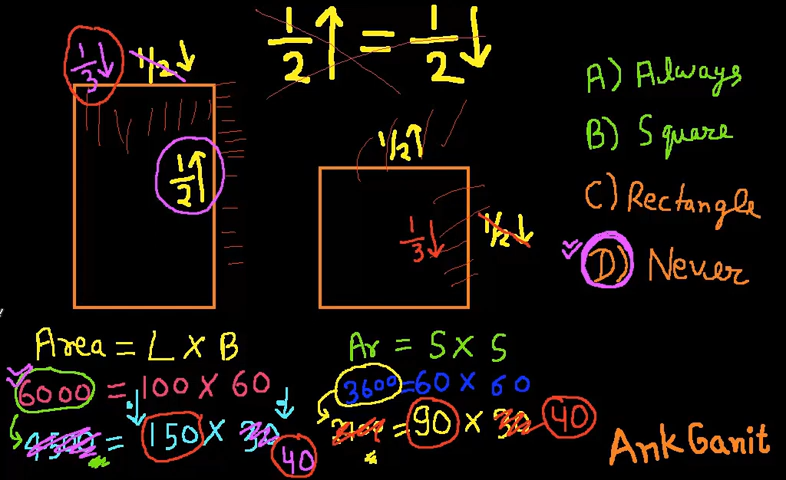 1/2↑ = 1/2↓
1/3↓ 1/2↓
1/2↑
1/2↑
1/3↓ 1/2↓
A) Always
B) Square
C) Rectangle
D) Never
Area = L X B
6000 = 100 X 60
4500 = 150 X 30 40
Ar = S X S
3600 = 60 X 60
= 90 X 30 40
AnkGanit